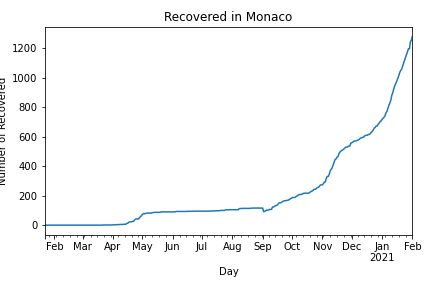 Recovered in Monaco
Number of Recovered
1200
1000
800
600
400
200
0
Feb Mar Apr May Jun Jul Aug Sep Oct Nov Dec Jan Feb
2021
Day